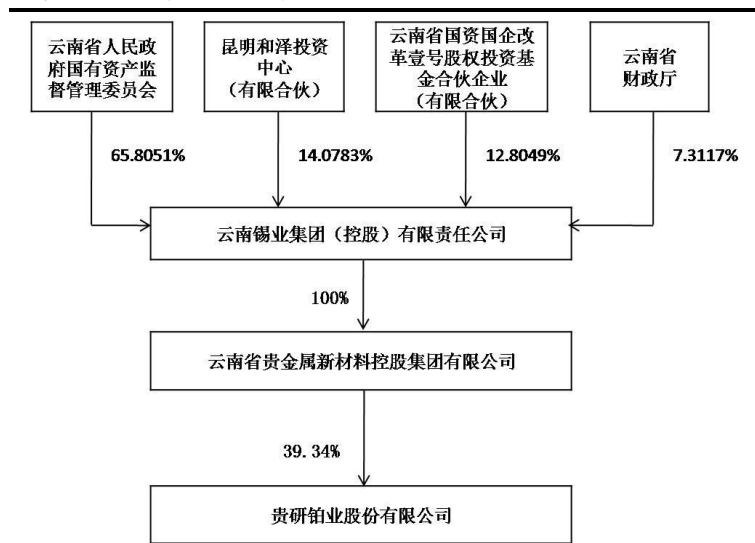 云南省人民政
府国有资产监
督管理委员会
昆明和泽投资
中心
（有限合伙）
云南省国资国企改
革壹号股权投资基
金合伙企业
（有限合伙）
云南省
财政厅
65.8051%
14.0783%
12.8049%
7.3117%
云南锡业集团（控股）有限责任公司
100%
云南省贵金属新材料控股集团有限公司
39.34%
贵研铂业股份有限公司